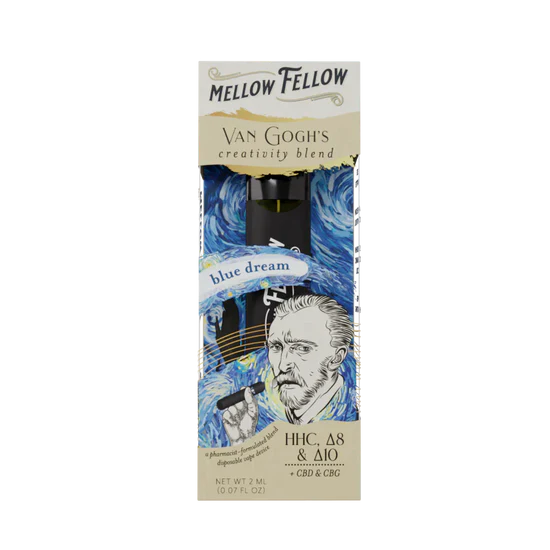 MELLOW FELLOW
VAN GOGH'S
creativity blend
blue dream
a pharmacist-formulated blend
disposable vape device.
HHC, Δ8
& Δ10
+ CBD & CBG
NET WT 2 ML
(0.07 FL OZ)